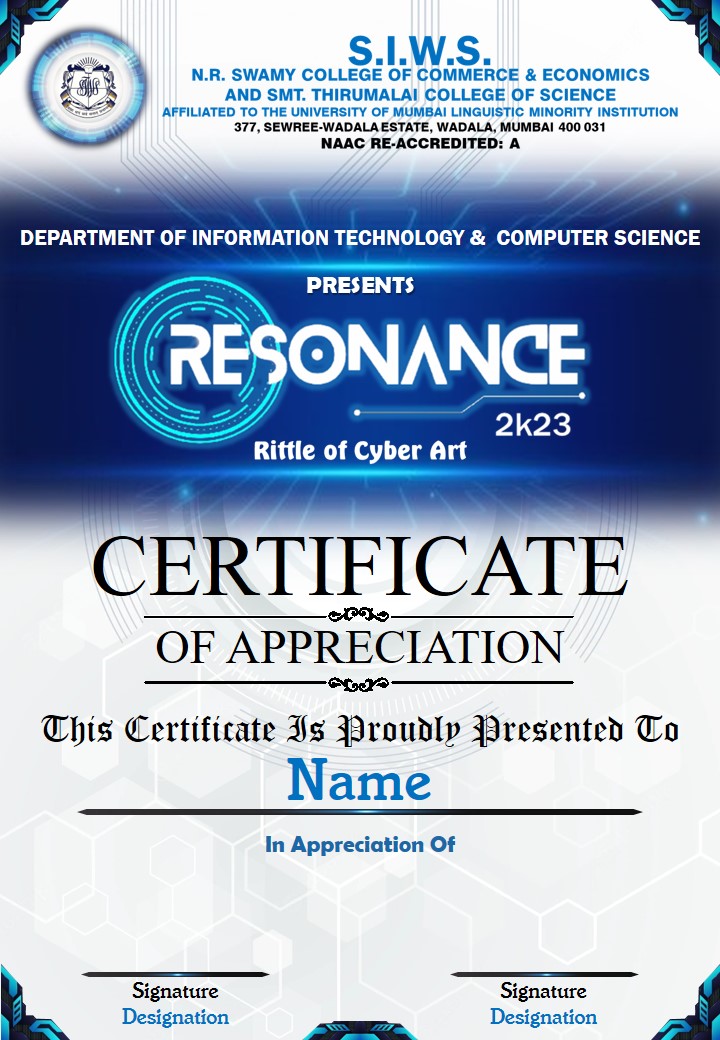 S.I.W.S.
N.R. SWAMY COLLEGE OF COMMERCE & ECONOMICS
AND SMT. THIRUMALAI COLLEGE OF SCIENCE
AFFILIATED TO THE UNIVERSITY OF MUMBAI LINGUISTIC MINORITY INSTITUTION
377, SEWREE-WADALA ESTATE, WADALA, MUMBAI 400 031
NAAC RE-ACCREDITED: A
DEPARTMENT OF INFORMATION TECHNOLOGY & COMPUTER SCIENCE
PRESENTS
RESONANCE
2k23
Rittle of Cyber Art
CERTIFICATE
OF APPRECIATION
This Certificate Is Proudly Presented To
Name
In Appreciation Of
Signature
Designation
Signature
Designation